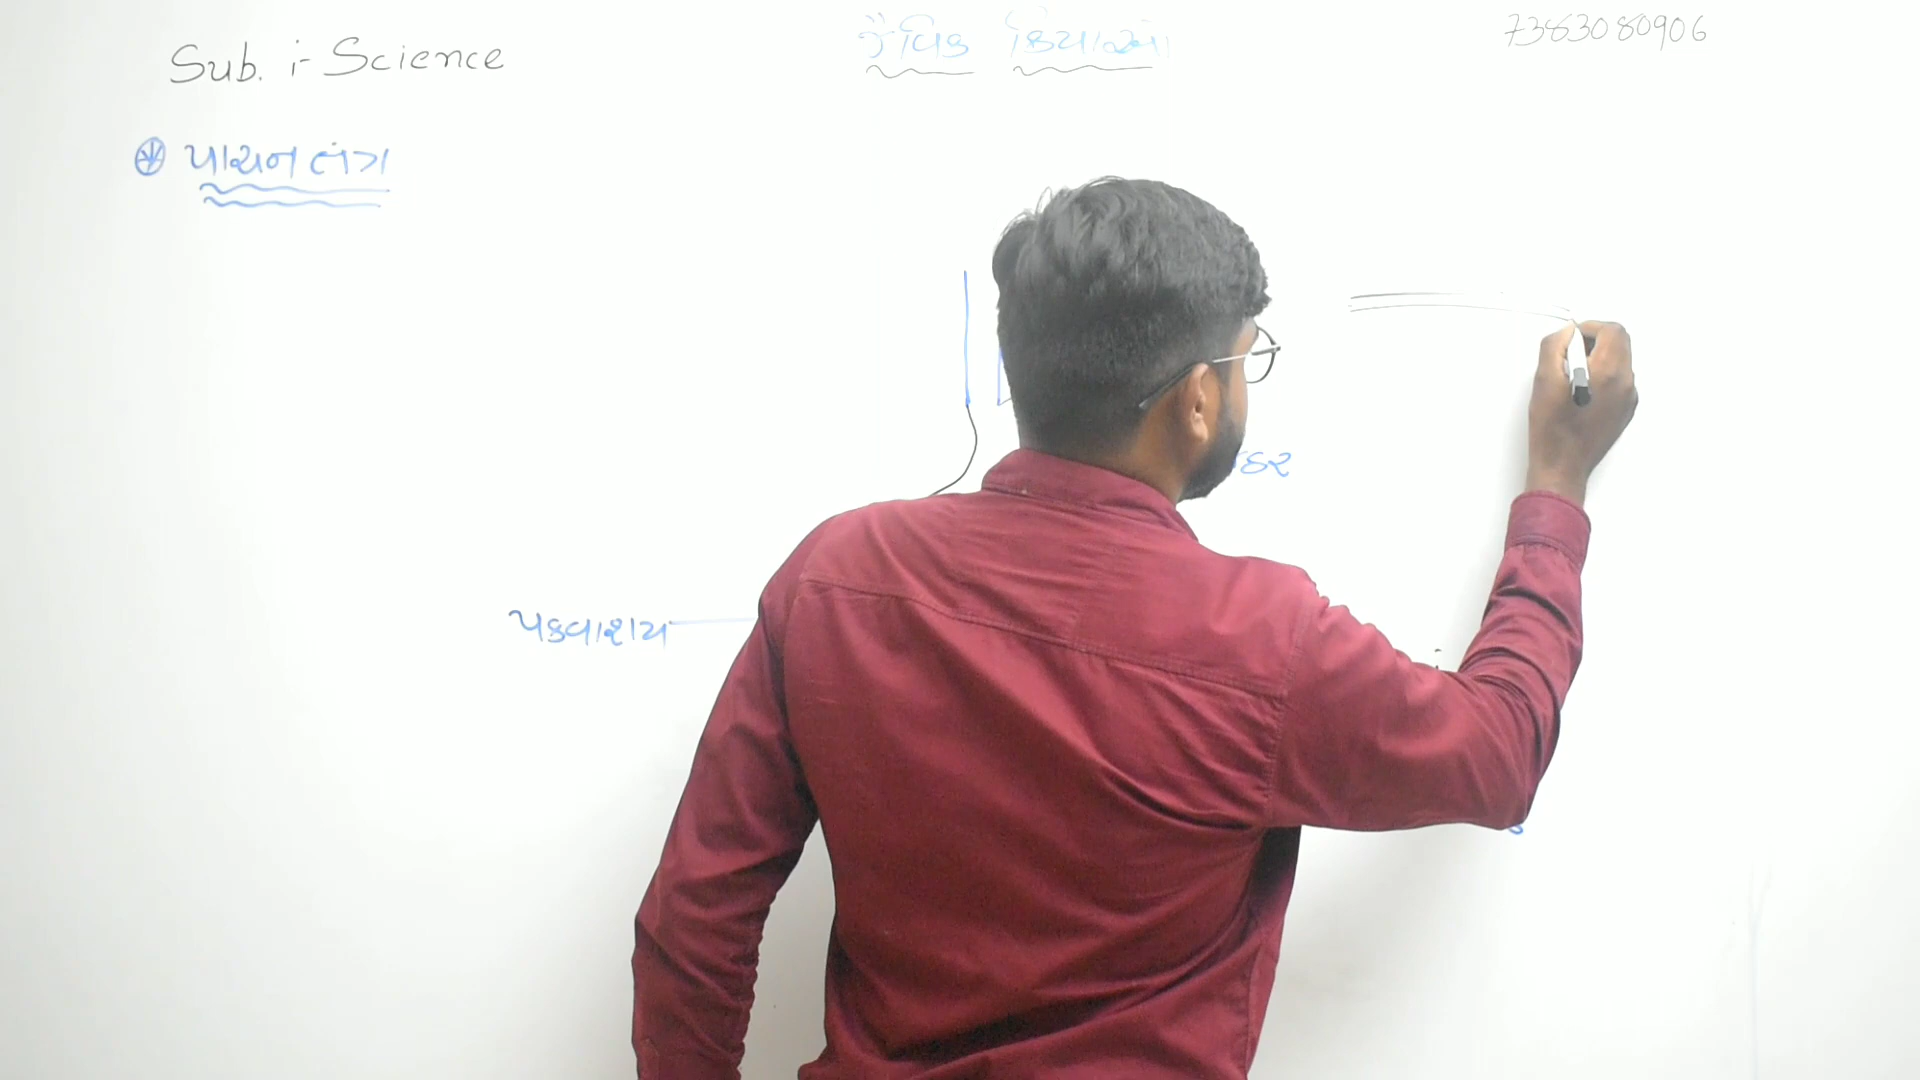 Sub. :- Science
જૈવિક ક્રિયાઓ
7383080906
પાચનતંત્ર
પક્વાશય